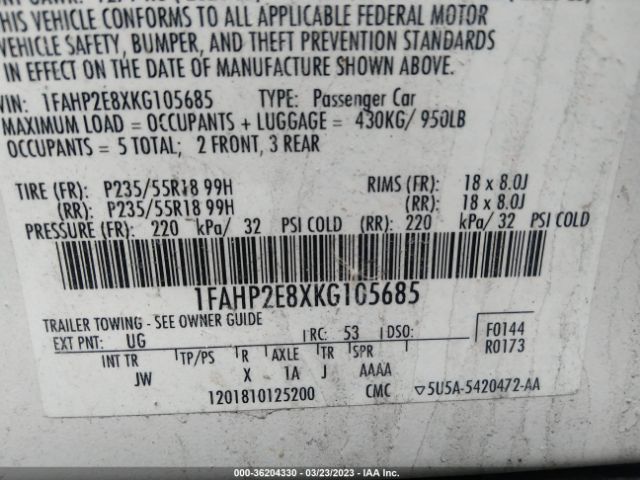 THIS VEHICLE CONFORMS TO ALL APPLICABLE FEDERAL MOTOR
VEHICLE SAFETY, BUMPER, AND THEFT PREVENTION STANDARDS
IN EFFECT ON THE DATE OF MANUFACTURE SHOWN ABOVE.
VIN: 1FAHP2E8XKG105685 TYPE: Passenger Car
MAXIMUM LOAD = OCCUPANTS + LUGGAGE = 430KG/ 950LB
OCCUPANTS = 5 TOTAL; 2 FRONT, 3 REAR
TIRE (FR): P235/55R18 99H RIMS (FR): 18 x 8.0J
(RR): P235/55R18 99H (RR): 18 x 8.0J
PRESSURE (FR): 220 kPa/ 32 PSI COLD (RR): 220 kPa/ 32 PSI COLD
1FAHP2E8XKG105685
TRAILER TOWING - SEE OWNER GUIDE
EXT PNT: UG RC: 53 DSO: F0144
INT TR TP/PS R AXLE TR SPR R0173
JW X 1A J AAAA
1201810125200 CMC ▽5U5A-5420472-AA
000-36204330 — 03/23/2023 — IAA Inc.